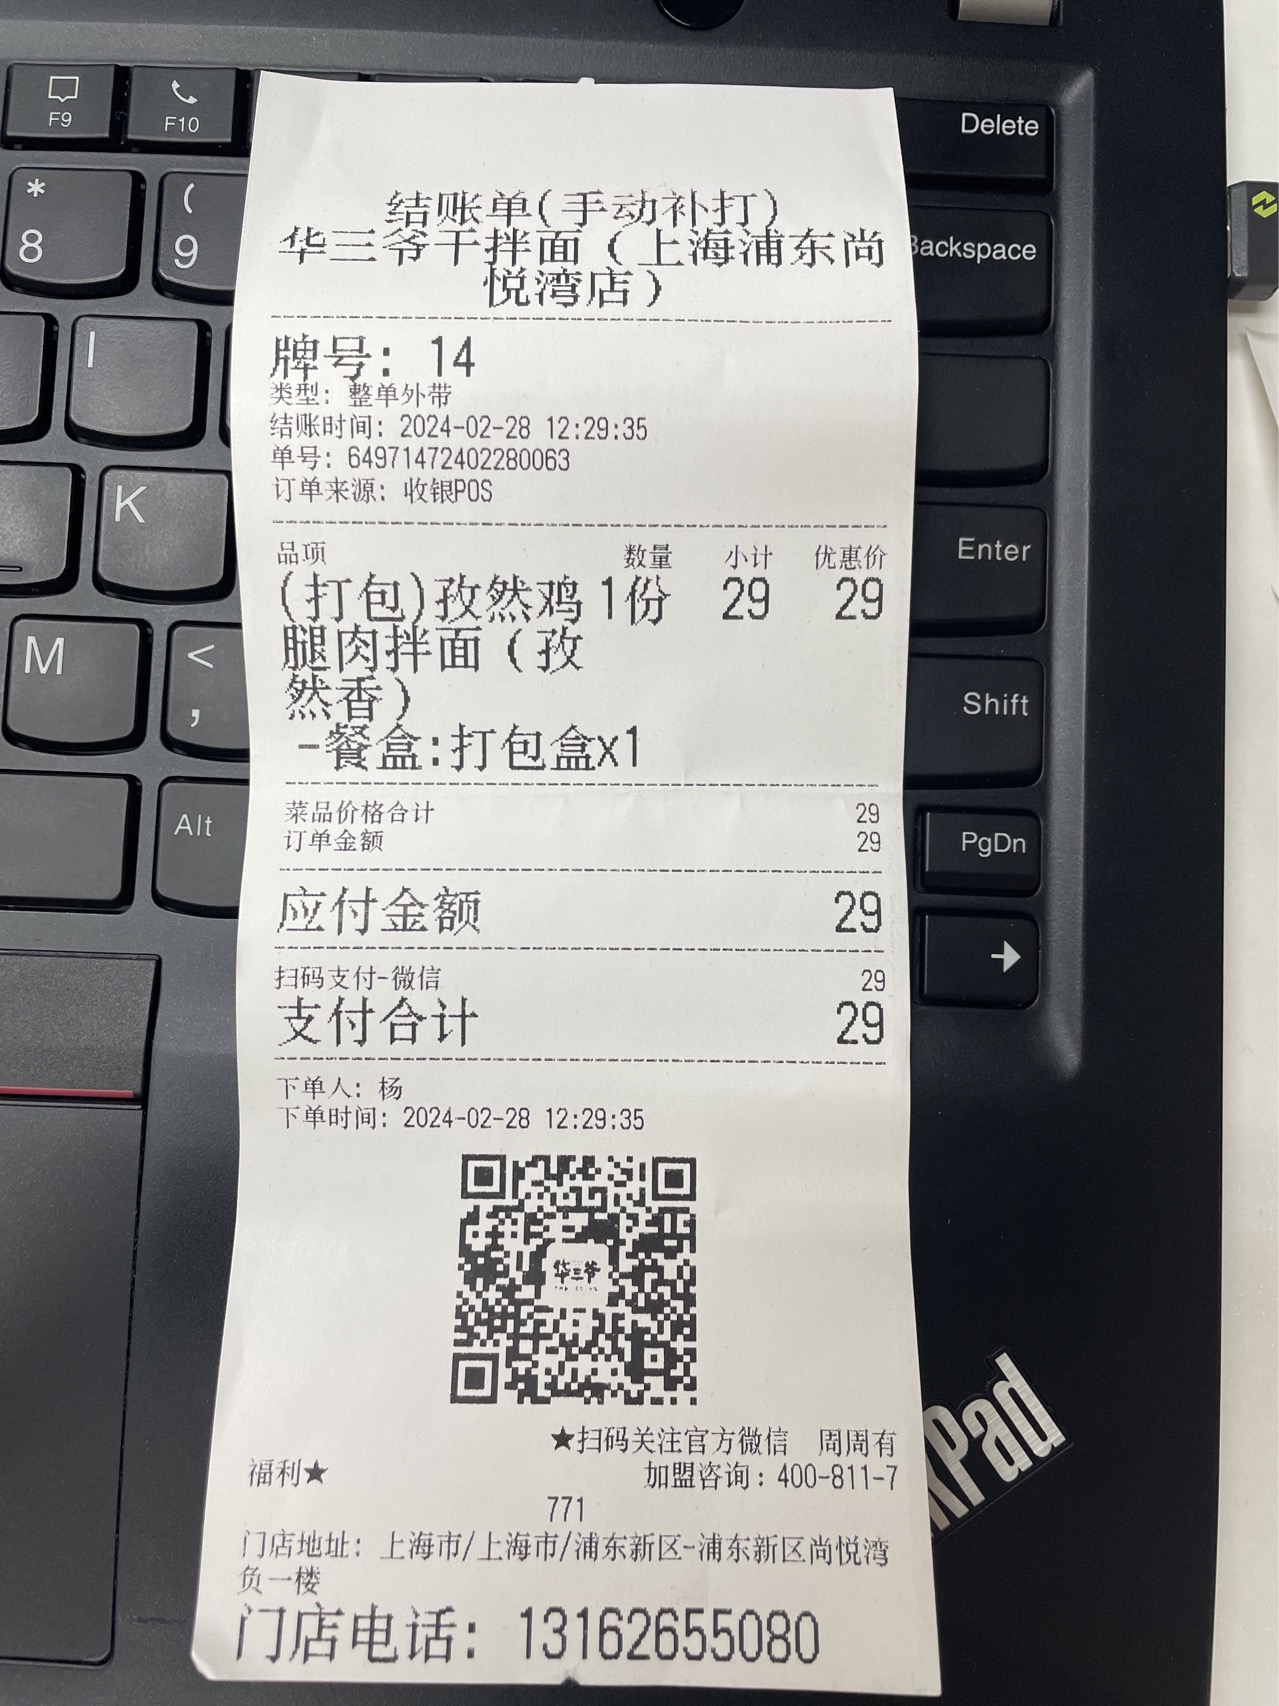 F9
F10
Delete
*
8
(
9
Backspace
I
K
Enter
M
<
,
Shift
Alt
PgDn
结账单(手动补打)
华三爷干拌面（上海浦东尚
悦湾店）
牌号: 14
类型: 整单外带
结账时间: 2024-02-28 12:29:35
单号: 64971472402280063
订单来源: 收银POS
品项 数量 小计 优惠价
(打包)孜然鸡 1份 29 29
腿肉拌面（孜
然香）
-餐盒:打包盒x1
菜品价格合计 29
订单金额 29
应付金额 29
扫码支付-微信 29
支付合计 29
下单人: 杨
下单时间: 2024-02-28 12:29:35
华三爷
★扫码关注官方微信 周周有
福利★ 加盟咨询: 400-811-7
771
门店地址: 上海市/上海市/浦东新区-浦东新区尚悦湾
负一楼
门店电话: 13162655080
kPad